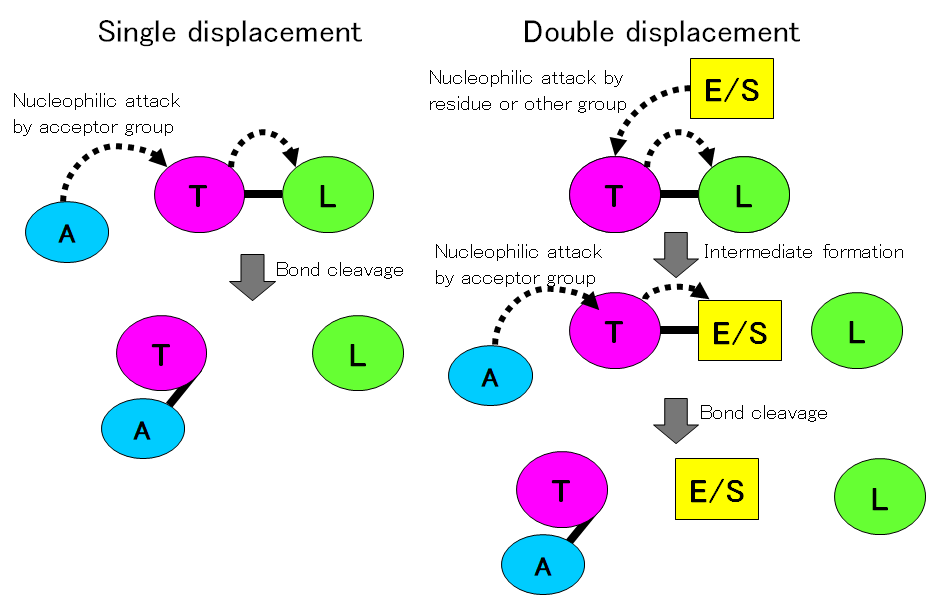 Single displacement
Nucleophilic attack
by acceptor group
T
L
A
Bond cleavage
T
L
A
Double displacement
Nucleophilic attack by
residue or other group
E/S
T
L
Intermediate formation
Nucleophilic attack
by acceptor group
T
E/S
L
A
Bond cleavage
T
E/S
L
A